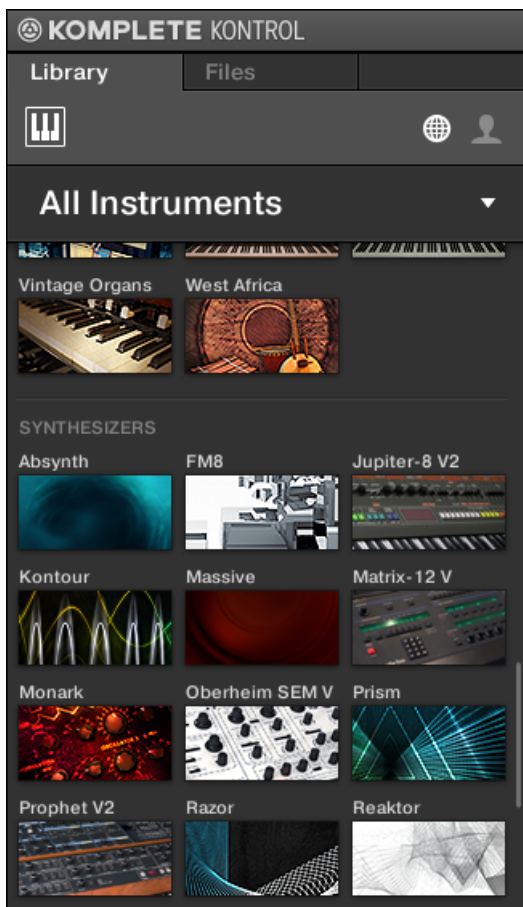 KOMPLETE KONTROL
Library Files
All Instruments
Vintage Organs West Africa
SYNTHESIZERS
Absynth FM8 Jupiter-8 V2
Kontour Massive Matrix-12 V
Monark Oberheim SEM V Prism
Prophet V2 Razor Reaktor